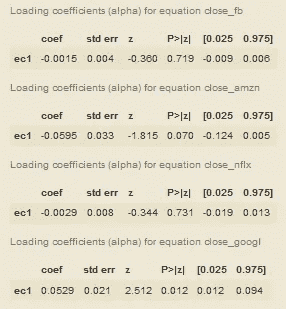 Loading coefficients (alpha) for equation close_fb
coef std err z P>|z| [0.025 0.975]
ec1 -0.0015 0.004 -0.360 0.719 -0.009 0.006
Loading coefficients (alpha) for equation close_amzn
coef std err z P>|z| [0.025 0.975]
ec1 -0.0595 0.033 -1.815 0.070 -0.124 0.005
Loading coefficients (alpha) for equation close_nflx
coef std err z P>|z| [0.025 0.975]
ec1 -0.0029 0.008 -0.344 0.731 -0.019 0.013
Loading coefficients (alpha) for equation close_googl
coef std err z P>|z| [0.025 0.975]
ec1 0.0529 0.021 2.512 0.012 0.012 0.094